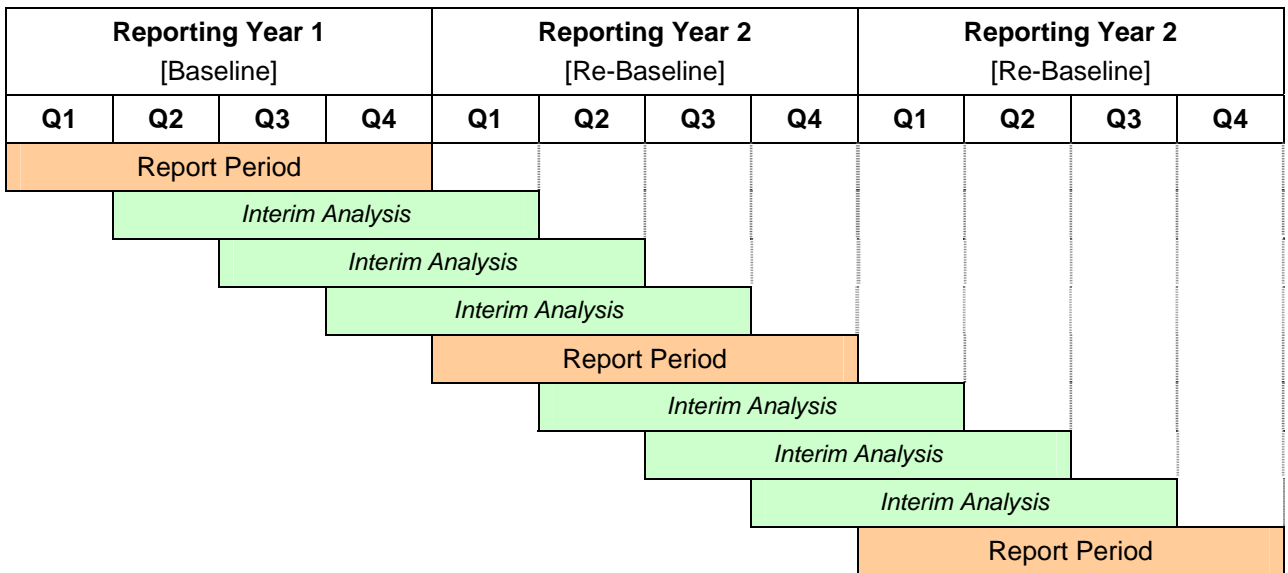 Reporting Year 1 Reporting Year 2 Reporting Year 2
[Baseline] [Re-Baseline] [Re-Baseline]
Q1 Q2 Q3 Q4 Q1 Q2 Q3 Q4 Q1 Q2 Q3 Q4
Report Period
Interim Analysis
Interim Analysis
Interim Analysis
Report Period
Interim Analysis
Interim Analysis
Interim Analysis
Report Period